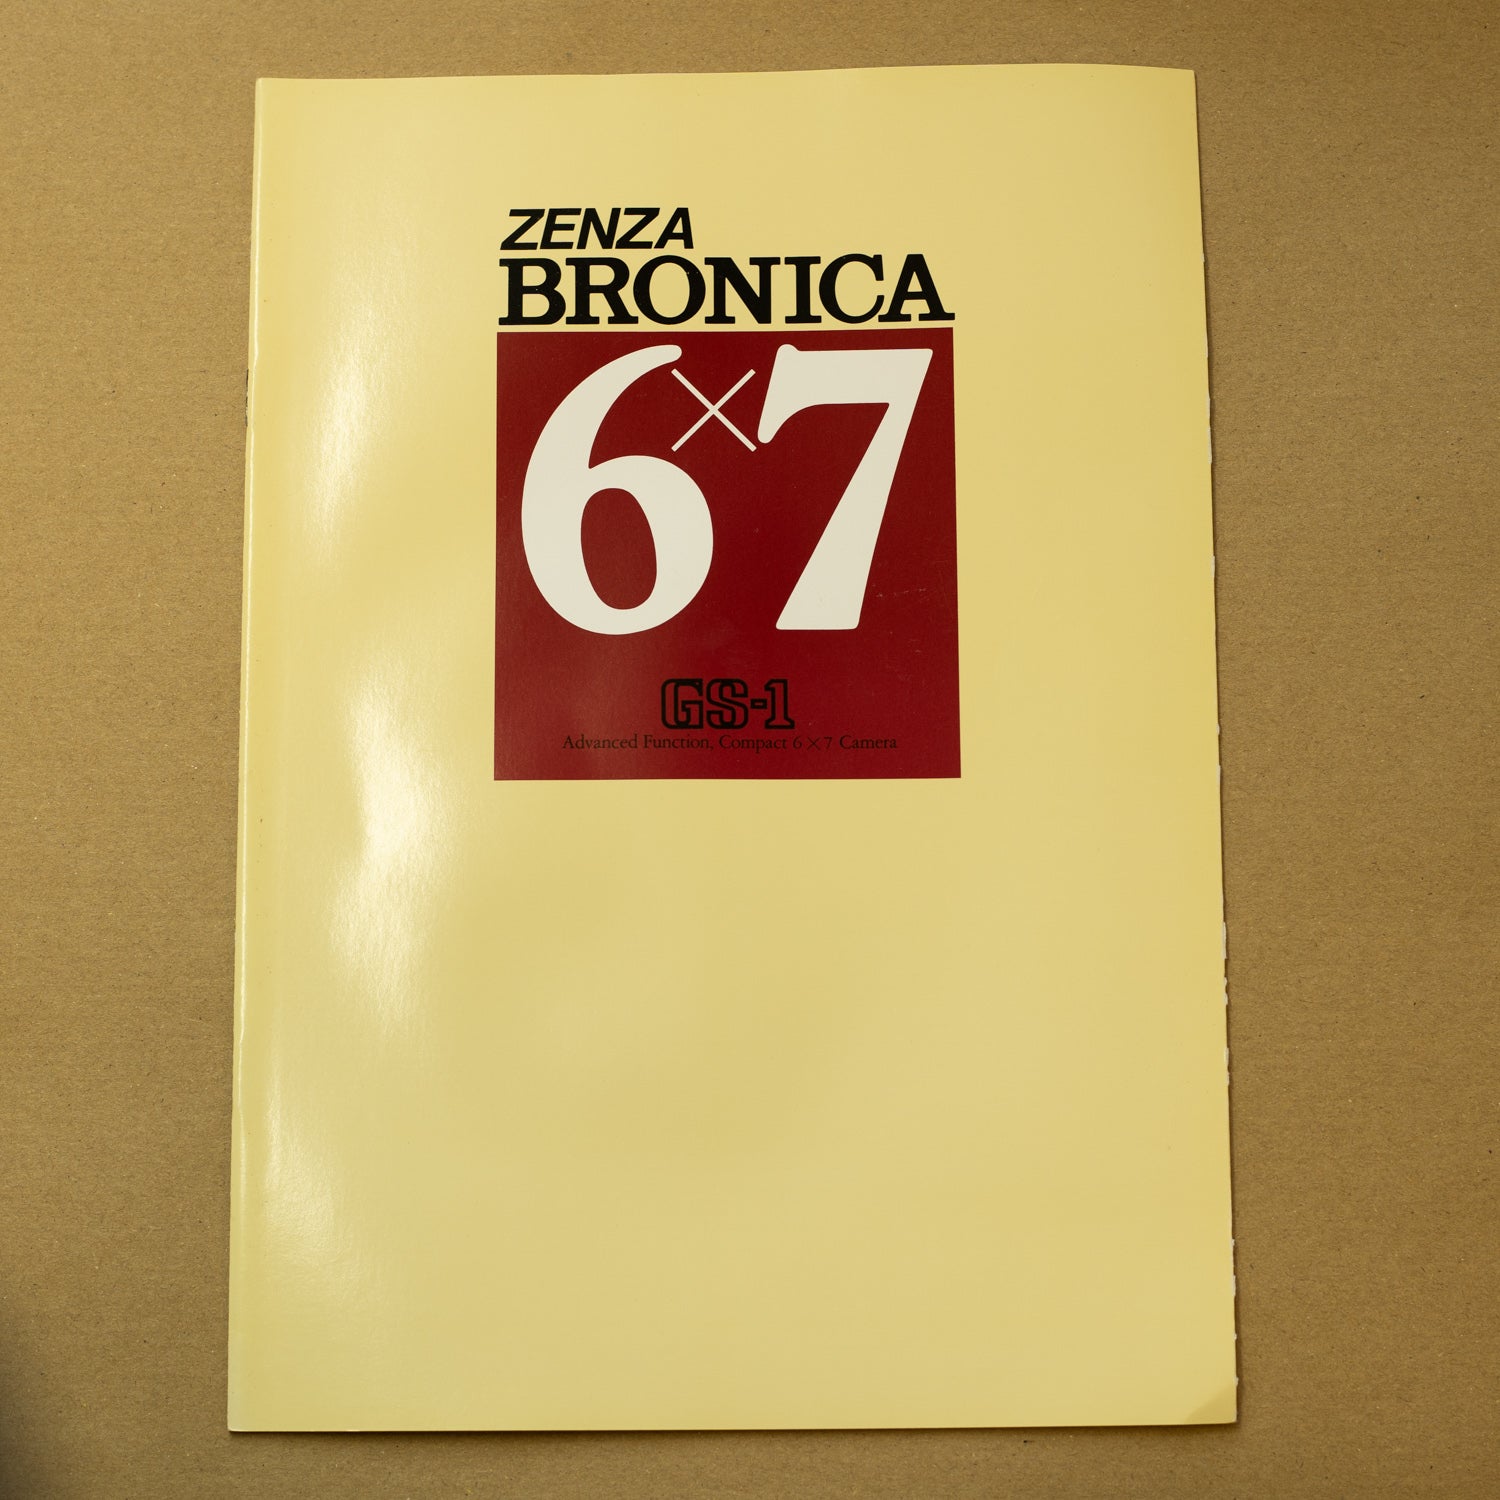 ZENZA
BRONICA
6×7
GS-1
Advanced Function, Compact 6×7 Camera